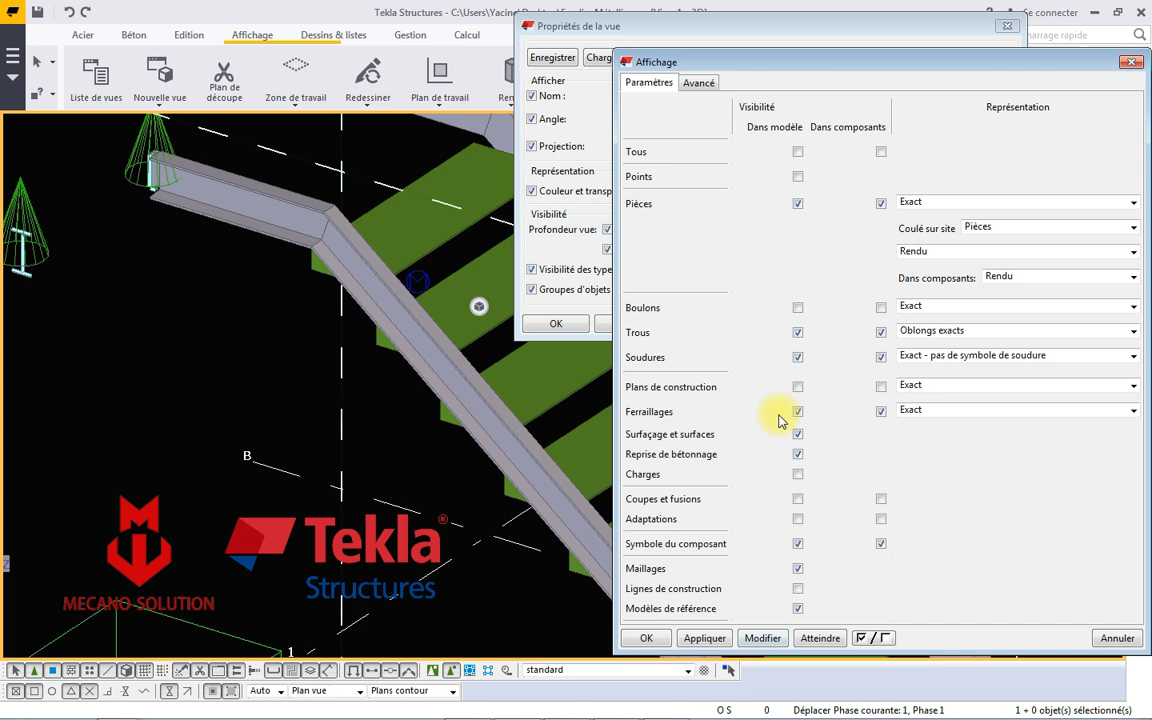 Tekla Structures - C:\Users\Yacine
Se connecter
Acier
Béton
Edition
Affichage
Dessins & listes
Gestion
Calcul
marrage rapide
Liste de vues
Nouvelle vue
Plan de découpe
Zone de travail
Redessiner
Plan de travail
Propriétés de la vue
Enregistrer
Charg
Afficher
Nom :
Angle:
Projection:
Représentation
Couleur et transp
Visibilité
Profondeur vue:
Visibilité des type
Groupes d'objets
OK
Affichage
Paramètres
Avancé
Visibilité
Représentation
Dans modèle
Dans composants
Tous
Points
Pièces
Exact
Coulé sur site
Pièces
Rendu
Dans composants:
Rendu
Boulons
Exact
Trous
Oblongs exacts
Soudures
Exact - pas de symbole de soudure
Plans de construction
Exact
Ferraillages
Exact
Surfaçage et surfaces
Reprise de bétonnage
Charges
Coupes et fusions
Adaptations
Symbole du composant
Maillages
Lignes de construction
Modèles de référence
OK
Appliquer
Modifier
Atteindre
Annuler
B
1
MECANO SOLUTION
Tekla®
Structures
standard
Auto
Plan vue
Plans contour
O S
0
Déplacer Phase courante: 1, Phase 1
1 + 0 objet(s) sélectionné(s)